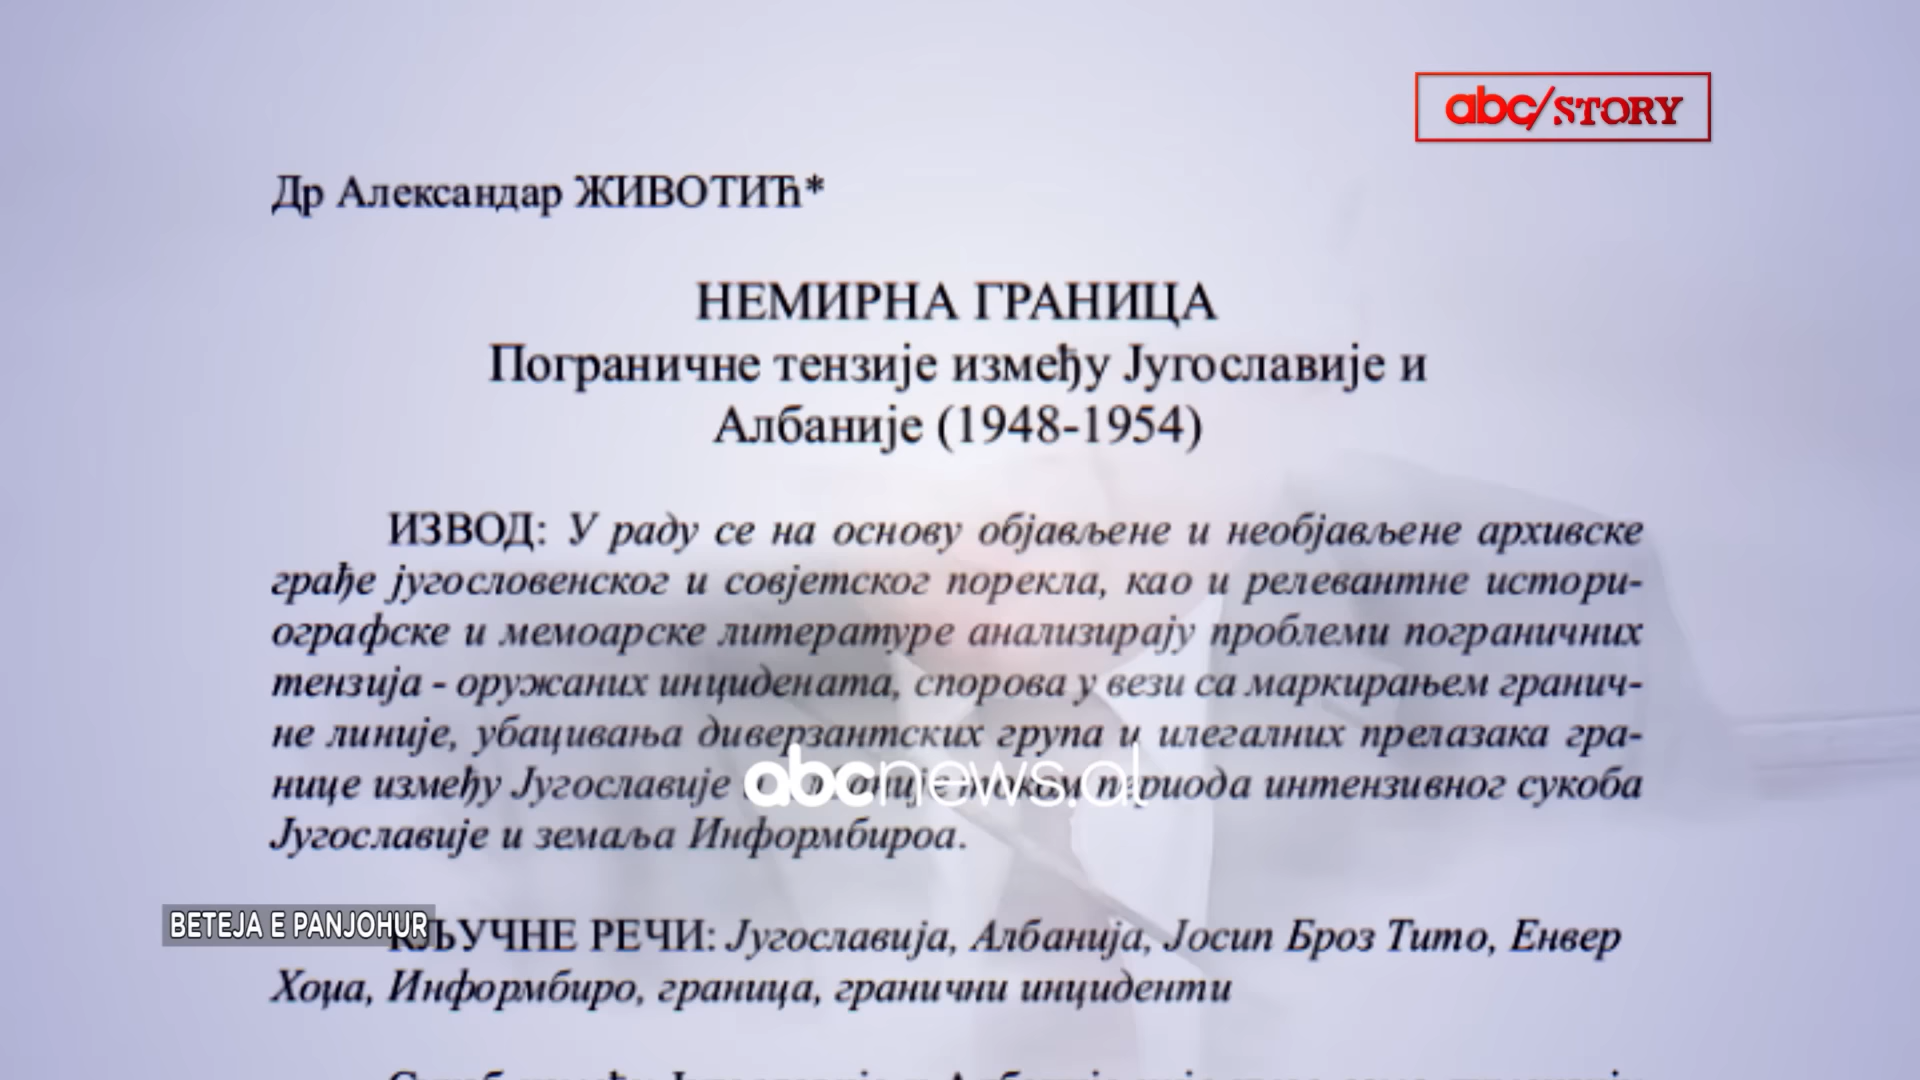 abc/STORY
Др Александар ЖИВОТИЋ*
НЕМИРНА ГРАНИЦА
Пограничне тензије између Југославије и
Албаније (1948-1954)
ИЗВОД: У раду се на основу објављене и необјављене архивске
грађе југословенског и совјетског порекла, као и релевантне истори-
ографске и мемоарске литературе анализирају проблеми пограничних
тензија - оружаних инцидената, спорова у вези са маркирањем гранич-
не линије, убацивања диверзантских група и илегалних прелазака гра-
нице између Југославије и Албаније током периода интензивног сукоба
abcnews.al
Југославије и земаља Информбироа.
BETEJA E PANJOHUR
КЉУЧНЕ РЕЧИ: Југославија, Албанија, Јосип Броз Тито, Енвер
Хоџа, Информбиро, граница, гранични инциденти